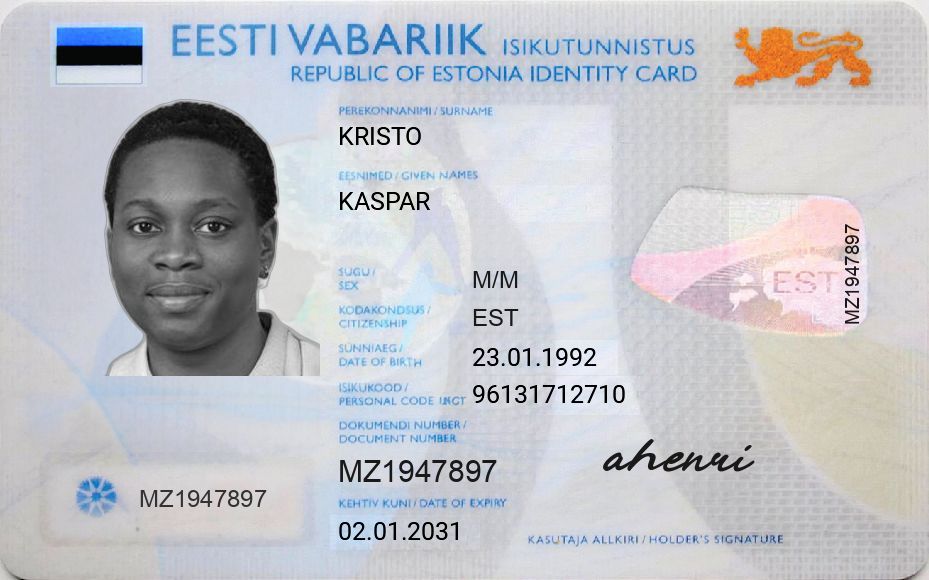 EESTI VABARIIK ISIKUTUNNISTUS
REPUBLIC OF ESTONIA IDENTITY CARD
PEREKONNANIMI / SURNAME
KRISTO
EESNIMED / GIVEN NAMES
KASPAR
SUGU /
SEX
M/M
KODAKONDSUS /
CITIZENSHIP
EST
SÜNNIAEG /
DATE OF BIRTH
23.01.1992
ISIKUKOOD /
PERSONAL CODE
96131712710
DOKUMENDI NUMBER /
DOCUMENT NUMBER
MZ1947897
KEHTIV KUNI / DATE OF EXPIRY
02.01.2031
MZ1947897
EST
MZ1947897
ahenri
KASUTAJA ALLKIRI / HOLDER'S SIGNATURE